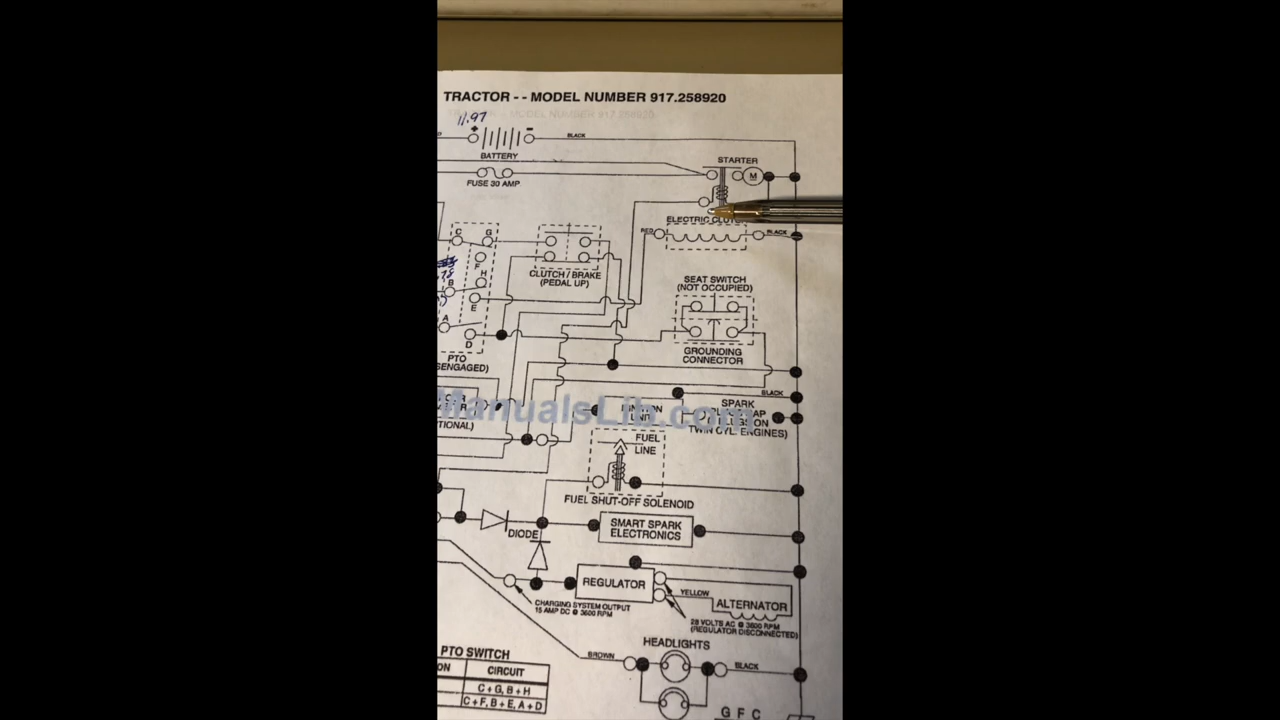 TRACTOR - - MODEL NUMBER 917.258920
11.97
+ -
BLACK
BATTERY
STARTER
M
FUSE 30 AMP.
ELECTRIC
RED
BLACK
C G
F
H
B
E
A
D
78
CLUTCH / BRAKE
(PEDAL UP)
SEAT SWITCH
(NOT OCCUPIED)
GROUNDING
CONNECTOR
PTO
BLACK
ManualsLib.com
SPARK
TWIN CYL. ENGINES)
FUEL
LINE
FUEL SHUT-OFF SOLENOID
DIODE
SMART SPARK
ELECTRONICS
REGULATOR
YELLOW
ALTERNATOR
CHARGING SYSTEM OUTPUT
15 AMP DC @ 3600 RPM
28 VOLTS AC @ 3600 RPM
(REGULATOR DISCONNECTED)
HEADLIGHTS
BROWN
BLACK
PTO SWITCH
ON CIRCUIT
C + G, B + H
C + F, B + E, A + D
G F C